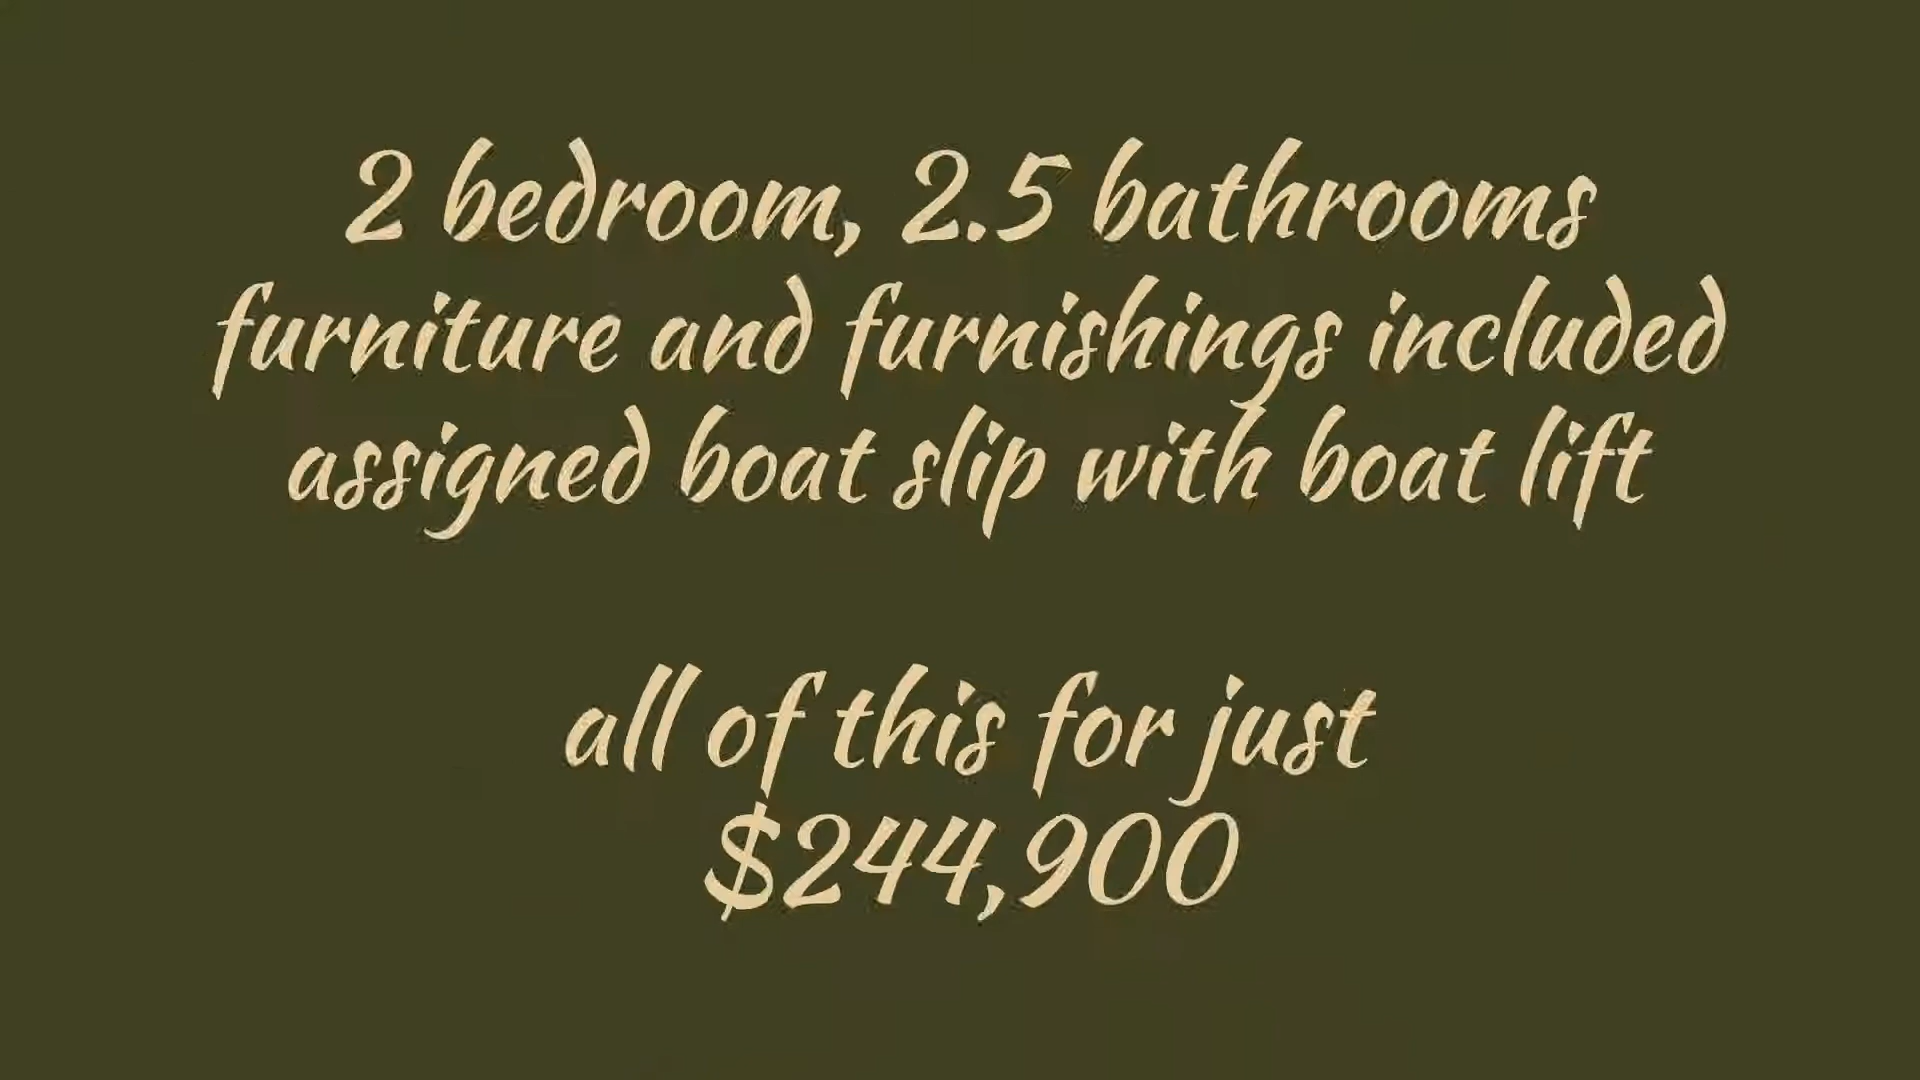 2 bedroom, 2.5 bathrooms
furniture and furnishings included
assigned boat slip with boat lift
all of this for just
$244,900